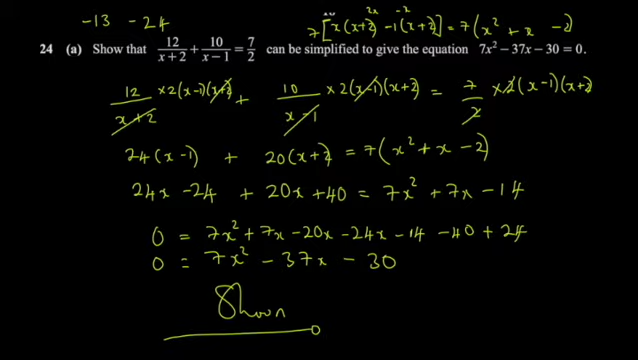 -13 -24
2x -2
7[x(x+2) -1(x+2)] = 7(x² + x - 2)
24 (a) Show that 12/(x+2) + 10/(x-1) = 7/2 can be simplified to give the equation 7x² - 37x - 30 = 0.
12/(x+2) × 2(x-1)(x+2) + 10/(x-1) × 2(x-1)(x+2) = 7/2 × 2(x-1)(x+2)
24(x-1) + 20(x+2) = 7(x² + x - 2)
24x - 24 + 20x + 40 = 7x² + 7x - 14
0 = 7x² + 7x - 20x - 24x - 14 - 40 + 24
0 = 7x² - 37x - 30
Shown